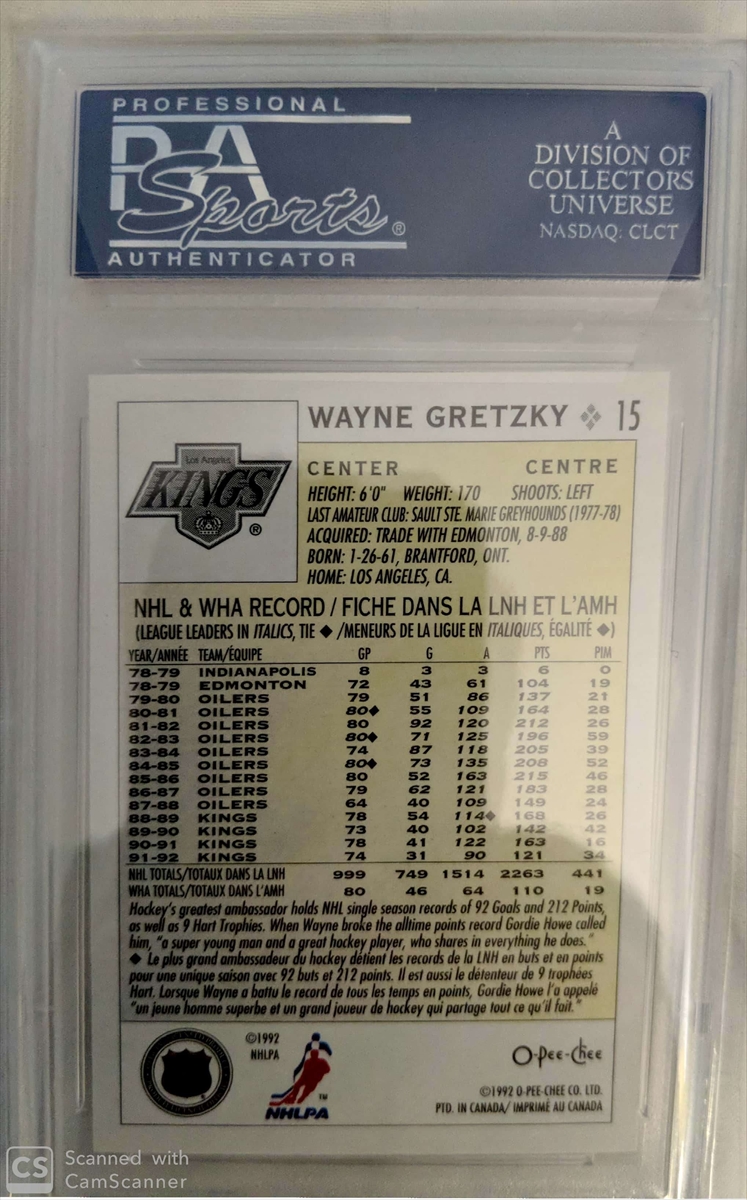 PROFESSIONAL
PSA
Sports®
AUTHENTICATOR
A
DIVISION OF
COLLECTORS
UNIVERSE
NASDAQ: CLCT
WAYNE GRETZKY 15
Los Angeles
KINGS
®
CENTER CENTRE
HEIGHT: 6'0" WEIGHT: 170 SHOOTS: LEFT
LAST AMATEUR CLUB: SAULT STE. MARIE GREYHOUNDS (1977-78)
ACQUIRED: TRADE WITH EDMONTON, 8-9-88
BORN: 1-26-61, BRANTFORD, ONT.
HOME: LOS ANGELES, CA.
NHL & WHA RECORD / FICHE DANS LA LNH ET L'AMH
(LEAGUE LEADERS IN ITALICS, TIE ◆ /MENEURS DE LA LIGUE EN ITALIQUES, ÉGALITÉ ◆)
YEAR/ANNÉE TEAM/ÉQUIPE GP G A PTS PIM
78-79 INDIANAPOLIS 8 3 3 6 0
78-79 EDMONTON 72 43 61 104 19
79-80 OILERS 79 51 86 137 21
80-81 OILERS 80◆ 55 109 164 28
81-82 OILERS 80 92 120 212 26
82-83 OILERS 80◆ 71 125 196 59
83-84 OILERS 74 87 118 205 39
84-85 OILERS 80◆ 73 135 208 52
85-86 OILERS 80 52 163 215 46
86-87 OILERS 79 62 121 183 28
87-88 OILERS 64 40 109 149 24
88-89 KINGS 78 54 114◆ 168 26
89-90 KINGS 73 40 102 142 42
90-91 KINGS 78 41 122 163 16
91-92 KINGS 74 31 90 121 34
NHL TOTALS/TOTAUX DANS LA LNH 999 749 1514 2263 441
WHA TOTALS/TOTAUX DANS L'AMH 80 46 64 110 19
Hockey's greatest ambassador holds NHL single season records of 92 Goals and 212 Points,
as well as 9 Hart Trophies. When Wayne broke the alltime points record Gordie Howe called
him, "a super young man and a great hockey player, who shares in everything he does."
◆ Le plus grand ambassadeur du hockey détient les records de la LNH en buts et en points
pour une unique saison avec 92 buts et 212 points. Il est aussi le détenteur de 9 trophées
Hart. Lorsque Wayne a battu le record de tous les temps en points, Gordie Howe l'a appelé
"un jeune homme superbe et un grand joueur de hockey qui partage tout ce qu'il fait."
©1992
NHLPA
NHLPA
™
O-Pee-Chee
©1992 O-PEE-CHEE CO. LTD.
PTD. IN CANADA/ IMPRIMÉ AU CANADA
CS Scanned with
CamScanner